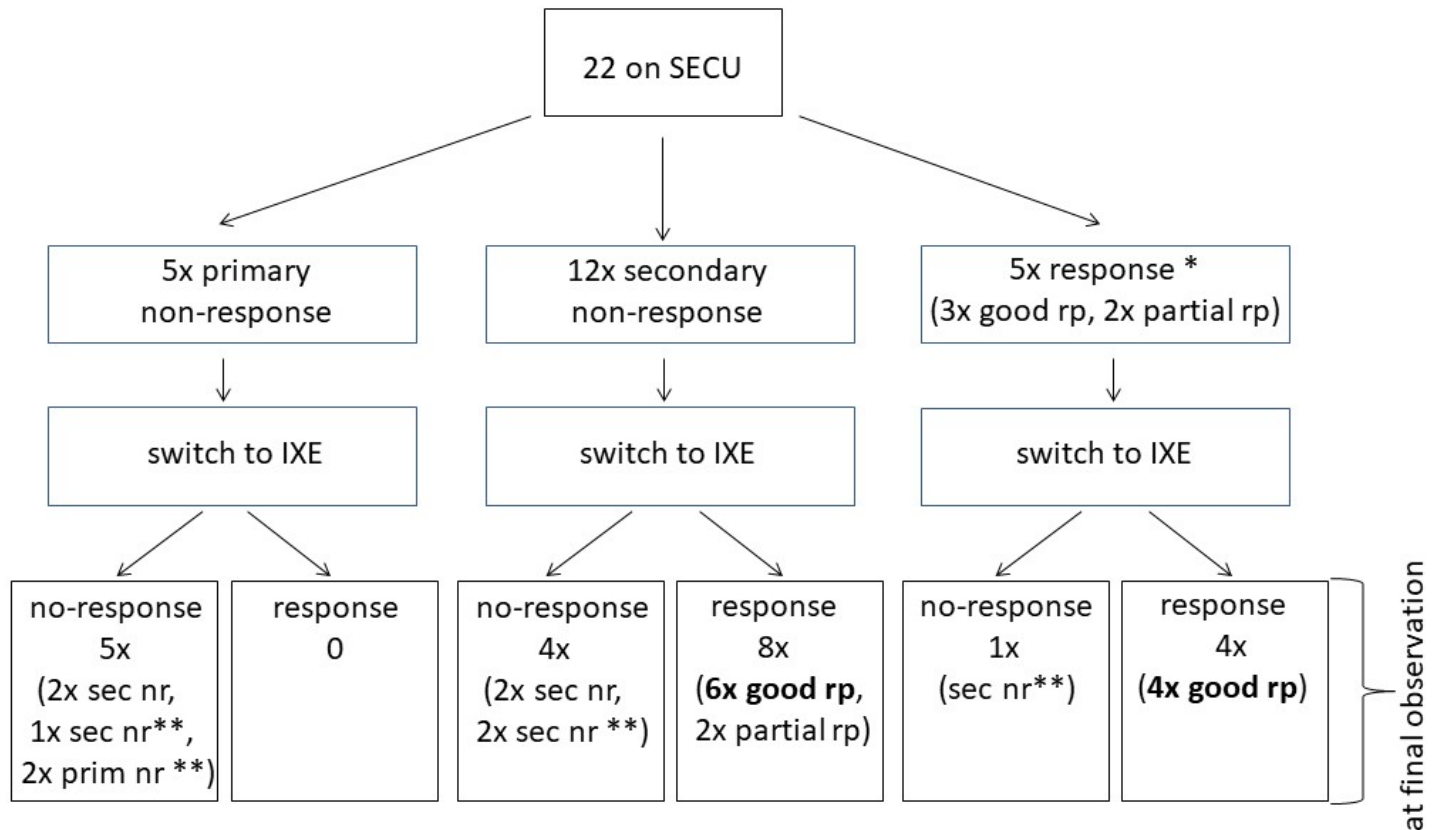 22 on SECU
5x primary
non-response
12x secondary
non-response
5x response *
(3x good rp, 2x partial rp)
switch to IXE
switch to IXE
switch to IXE
no-response
5x
(2x sec nr,
1x sec nr**,
2x prim nr **)
response
0
no-response
4x
(2x sec nr,
2x sec nr **)
response
8x
(6x good rp,
2x partial rp)
no-response
1x
(sec nr**)
response
4x
(4x good rp)
at final observation